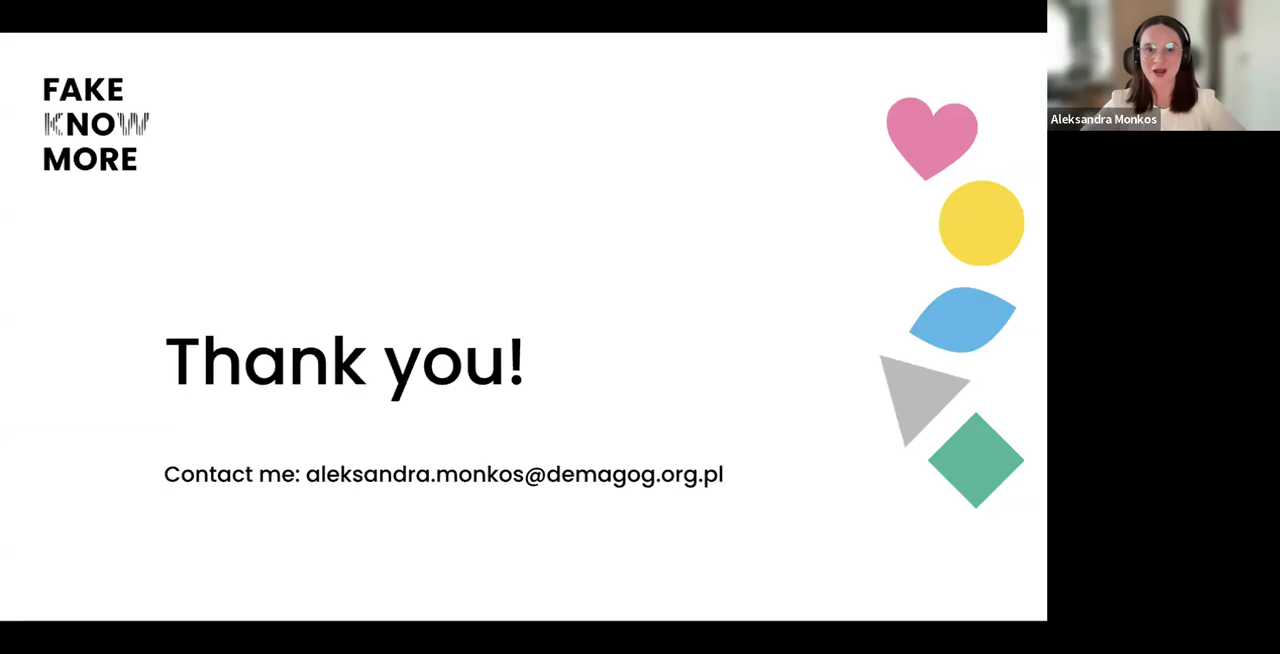 FAKE
KNOW
MORE
Aleksandra Monkos
Thank you!
Contact me: aleksandra.monkos@demagog.org.pl